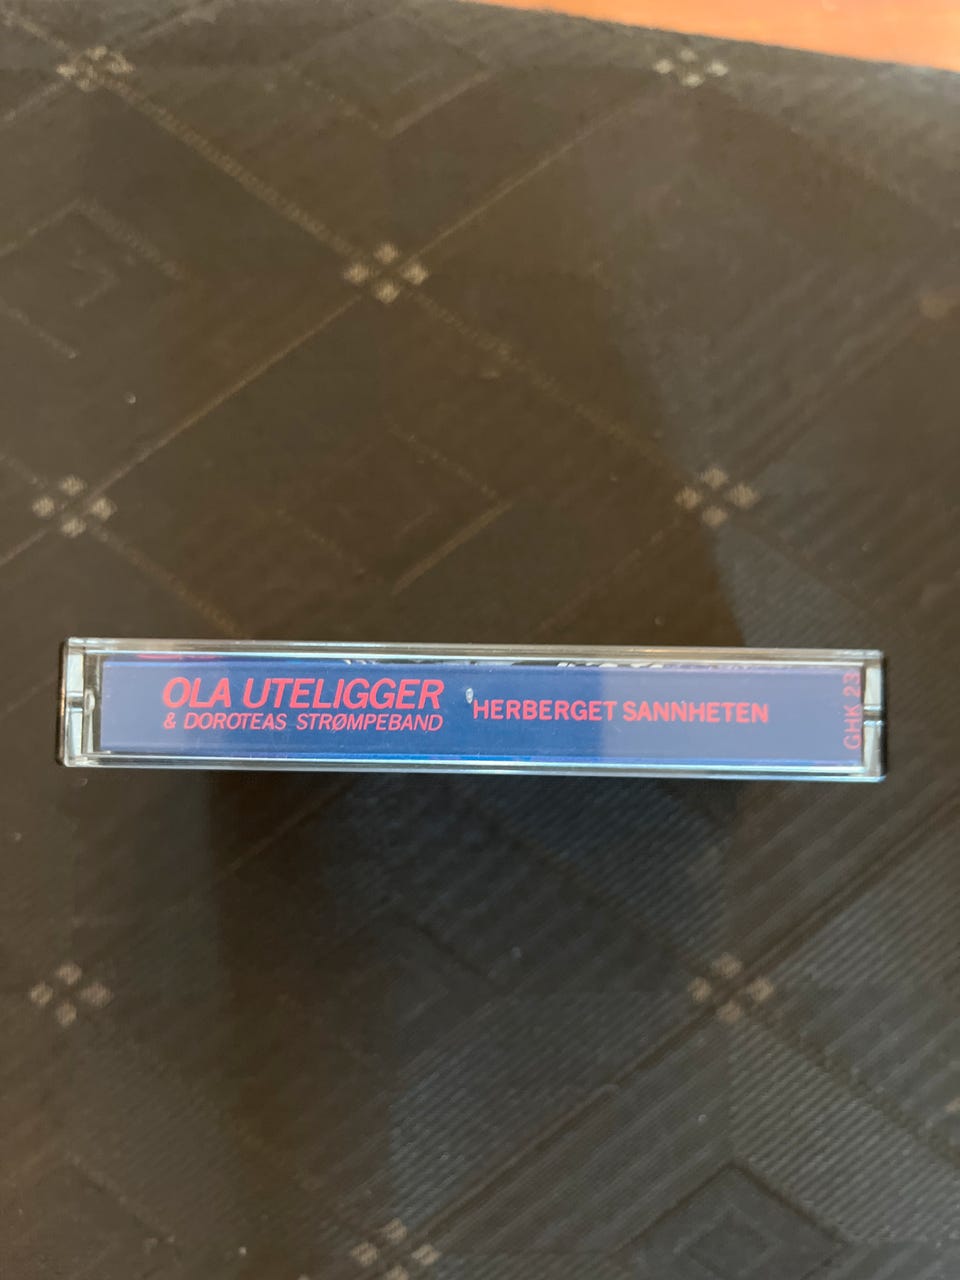 OLA UTELIGGER
& DOROTEAS STRØMPEBAND
HERBERGET SANNHETEN
GHK 23